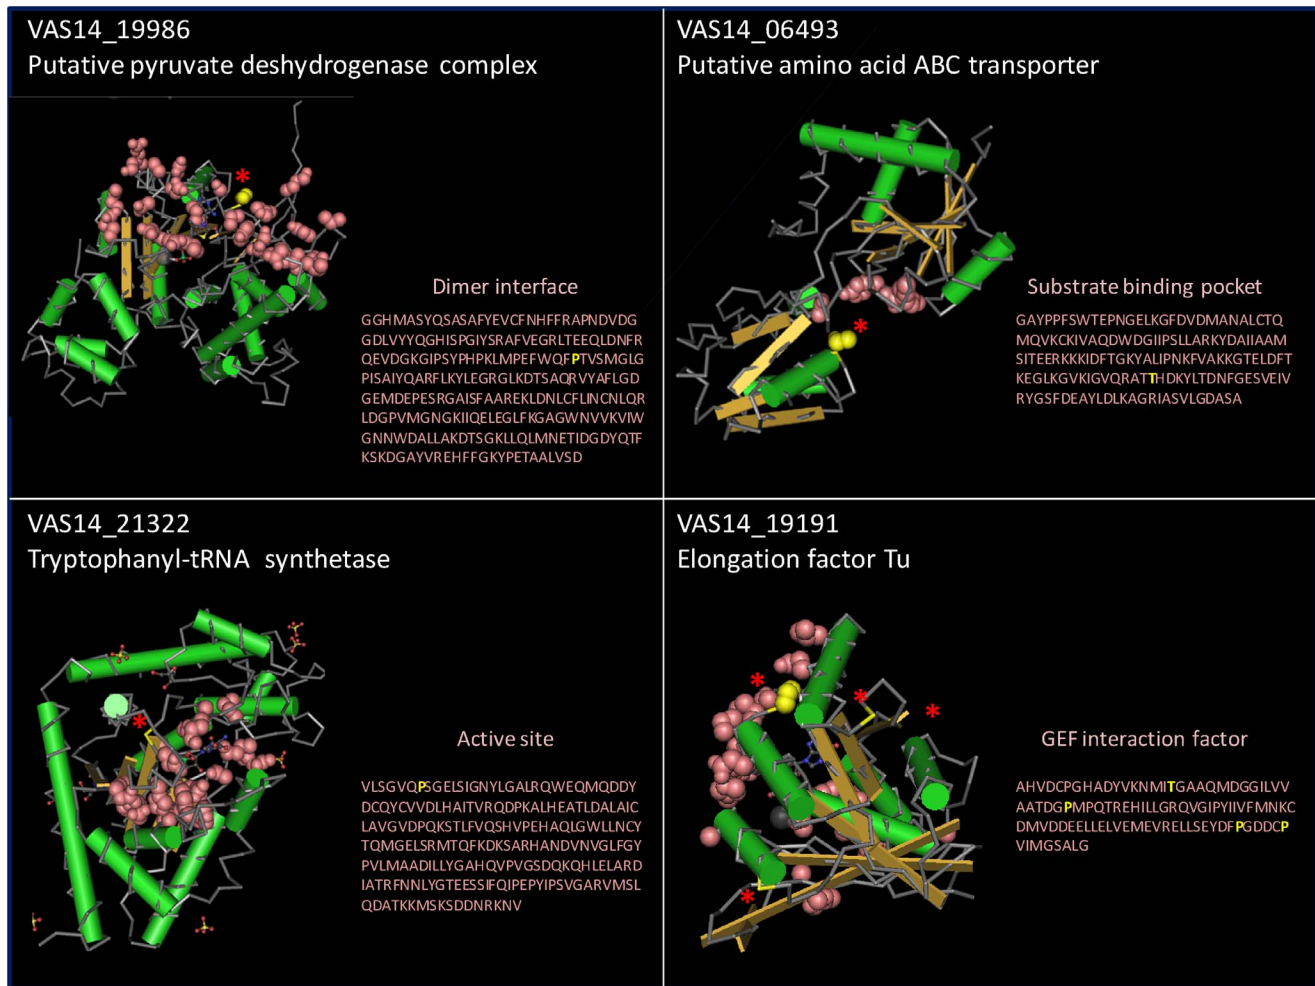 VAS14_19986
Putative pyruvate deshydrogenase complex
*
Dimer interface
GGHMASYQSASAFYEVCFNHFFRAPNDVDG
GDLVYYQGHISPGIYSRAFVEGRLTEEQLDNFR
QEVDGKGIPSYPHPKLMPEFWQFPTVSMGLG
PISAIYQARFLKYLEGRGLKDTSAQRVYAFLGD
GEMDEPESRGAISFAAREKLDNLCFLINCNLQR
LDGPVMGNGKIIQELEGLFKGAGWNVVKVIW
GNNWDALLAKDTSGKLLQLMNETIDGDYQTF
KSKDGAYVREHFFGKYPETAALVSD
VAS14_06493
Putative amino acid ABC transporter
*
Substrate binding pocket
GAYPPFSWTEPNGELKGFDVDMANALCTQ
MQVKCKIVAQDWDGIIPSLLARKYDAIIAAM
SITEERKKKIDFTGKYALIPNKFVAKKGTELDFT
KEGLKGVKIGVQRATTHDKYLTDNFGESVEIV
RYGSFDEAYLDLKAGRIASVLGDASA
VAS14_21322
Tryptophanyl-tRNA synthetase
*
Active site
VLSGVQPSGELSIGNYLGALRQWEQMQDDY
DCQYCVVDLHAITVRQDPKALHEATLDALAIC
LAVGVDPQKSTLFVQSHVPEHAQLGWLLNCY
TQMGELSRMTQFKDKSARHANDVNVGLFGY
PVLMAADILLYGAHQVPVGSDQKQHLELARD
IATRFNNLYGTEESSIFQIPEPYIPSVGARVMSL
QDATKKMSKSDDNRKNV
VAS14_19191
Elongation factor Tu
*
*
*
*
GEF interaction factor
AHVDCPGHADYVKNMITGAAQMDGGILVV
AATDGPMPQTREHILLGRQVGIPYIIVFMNKC
DMVDDEELLELVEMEVRELLSEYDFPGDDCP
VIMGSALG